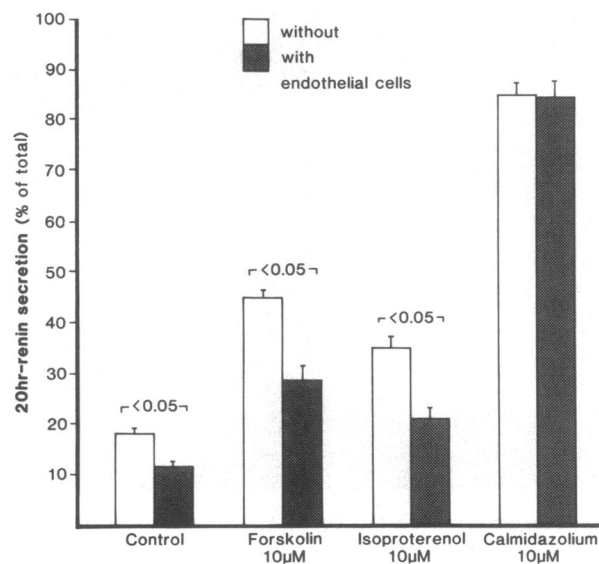 100
90
80
70
60
50
40
30
20
10
20hr-renin secretion (% of total)
without
with
endothelial cells
<0.05
<0.05
<0.05
Control
Forskolin
10μM
Isoproterenol
10μM
Calmidazolium
10μM